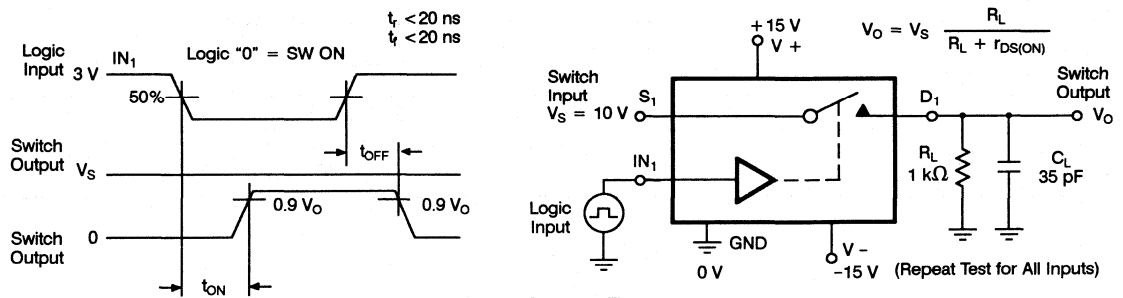 tr < 20 ns
tf < 20 ns
Logic "0" = SW ON
Logic
Input
3 V
IN1
50%
Switch
Output
VS
tOFF
0.9 VO
0.9 VO
Switch
Output
0
tON
+15 V
V +
VO = VS
RL
RL + rDS(ON)
Switch
Input
VS = 10 V
S1
D1
Switch
Output
VO
IN1
RL
1 kΩ
CL
35 pF
Logic
Input
GND
0 V
V –
–15 V
(Repeat Test for All Inputs)